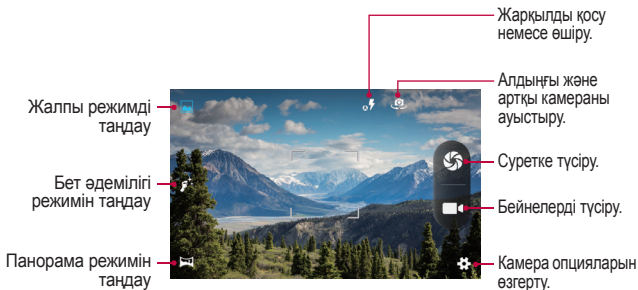 Жарқылды қосу
немесе өшіру.
Алдыңғы және
артқы камераны
ауыстыру.
Жалпы режимді
таңдау
Суретке түсіру.
Бет әдемілігі
режимін таңдау
Бейнелерді түсіру.
Панорама режимін
таңдау
Камера опцияларын
өзгерту.